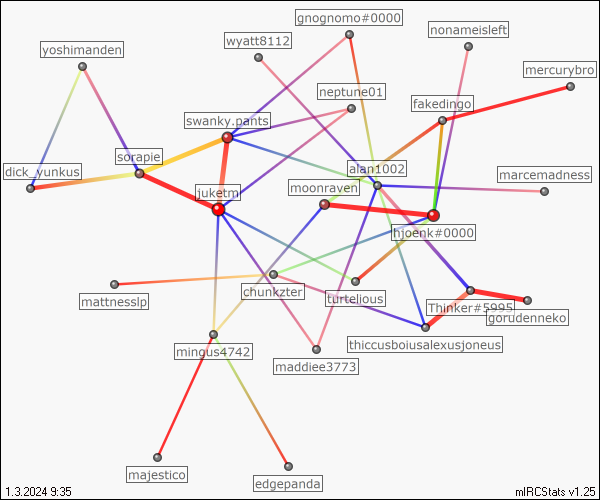 gnognomo#0000
nonameisleft
wyatt8112
yoshimanden
mercurybro
neptune01
fakedingo
swanky.pants
sorapie
alan1002
dick_yunkus
marcemadness
moonraven
juketm
hjoenk#0000
chunkzter
turtelious
mattnesslp
Thinker#5995
gorudenneko
thiccusboiusalexusjoneus
mingus4742
maddiee3773
majestico
edgepanda
1.3.2024 9:35
mIRCStats v1.25